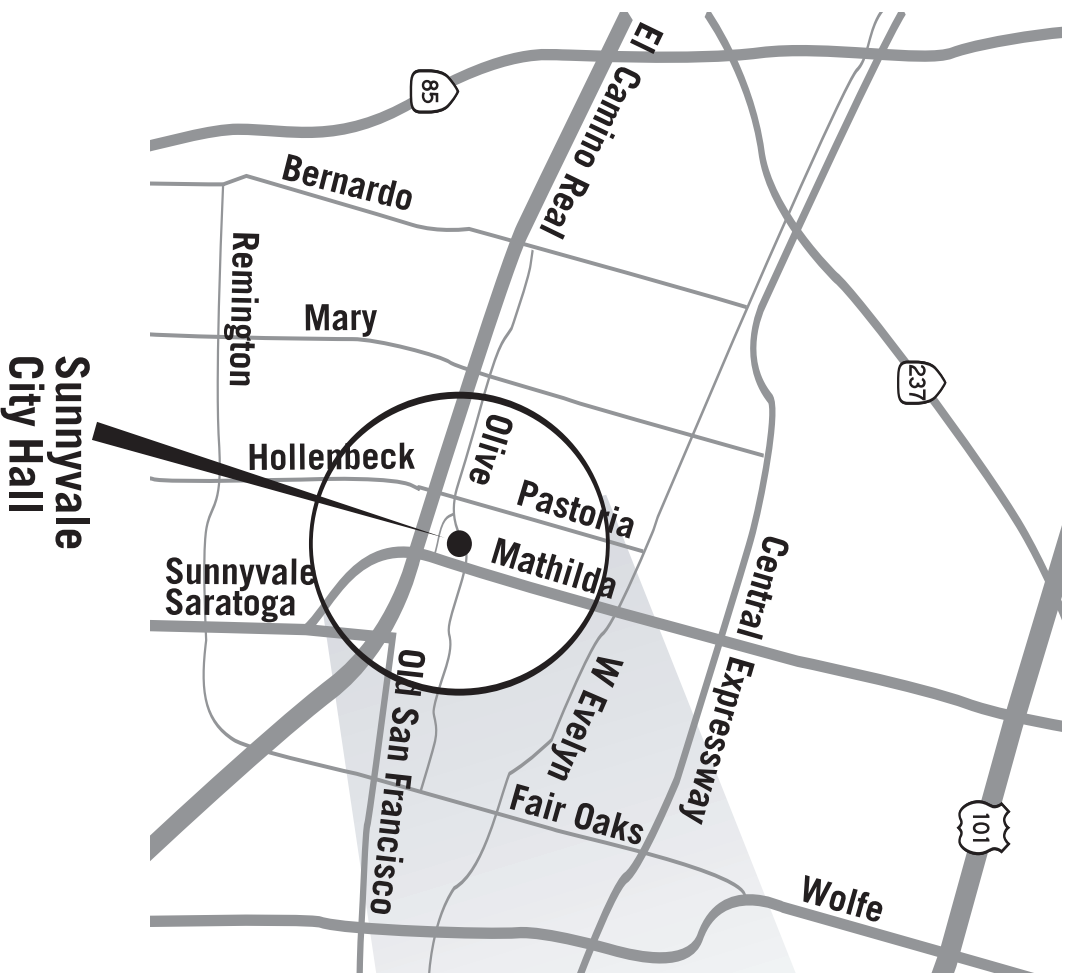 El Camino Real
85
Bernardo
Remington
Mary
237
Sunnyvale
City Hall
Hollenbeck
Olive
Pastoria
Mathilda
Sunnyvale
Saratoga
Central Expressway
Old San Francisco
W Evelyn
Fair Oaks
101
Wolfe